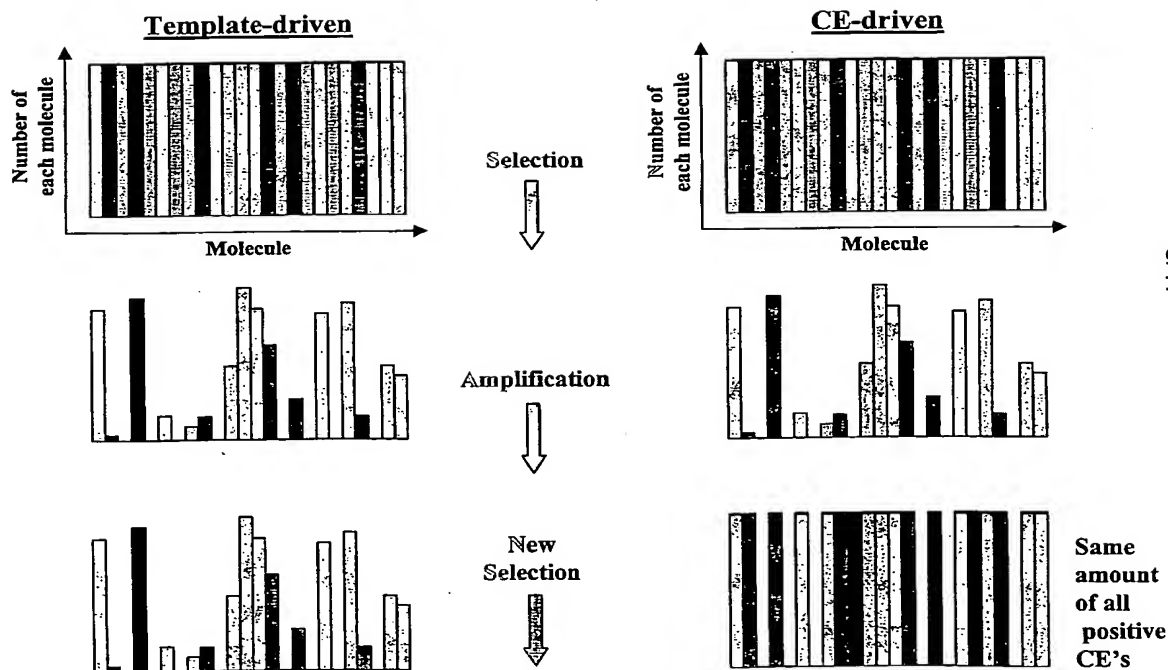 Template-driven
CE-driven
Number of
each molecule
Molecule
Selection
Number of
each molecule
Molecule
Amplification
New
Selection
Same
amount
of all
positive
CE's